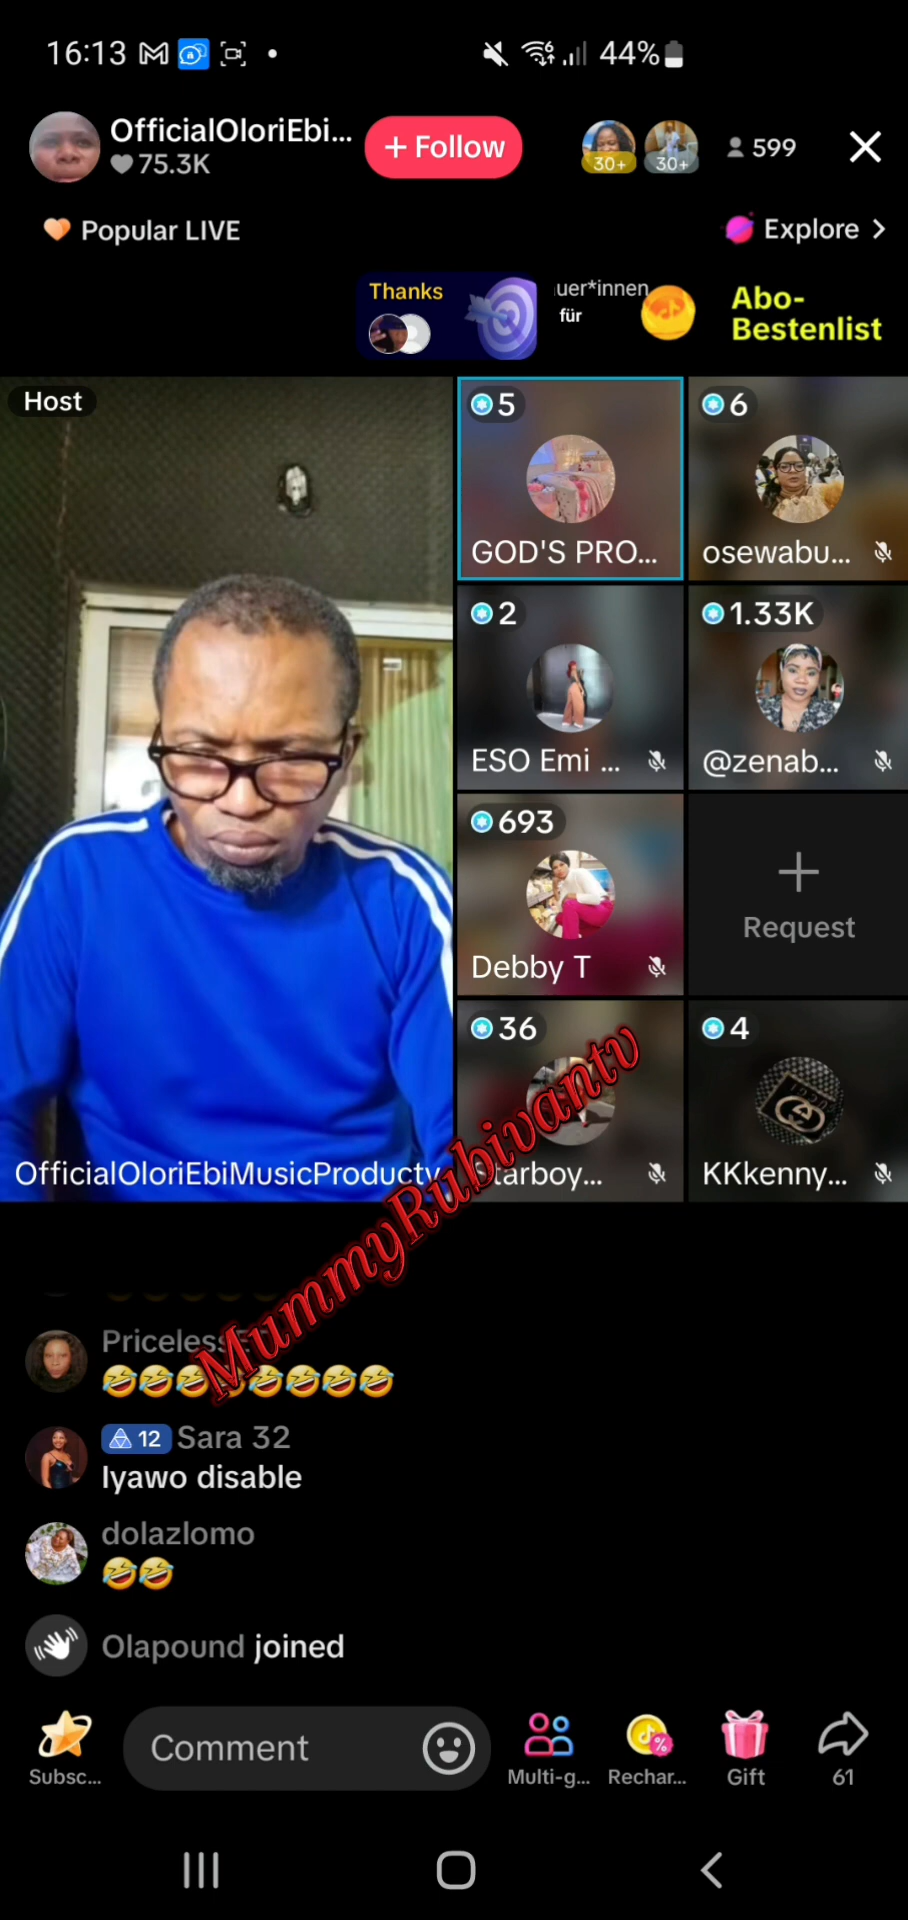 16:13
44%
OfficialOloriEbi...
75.3K
+ Follow
30+
30+
599
Popular LIVE
Explore >
Thanks
uer*innen
für
Abo-
Bestenlist
Host
5
GOD'S PRO...
6
osewabu...
2
ESO Emi ...
1.33K
@zenab...
693
Debby T
Request
36
Starboy...
4
KKkenny...
OfficialOloriEbiMusicProductv
MummyRubivantv
12 Sara 32
Iyawo disable
dolazlomo
Olapound joined
Comment
Subsc...
Multi-g...
Rechar...
Gift
61